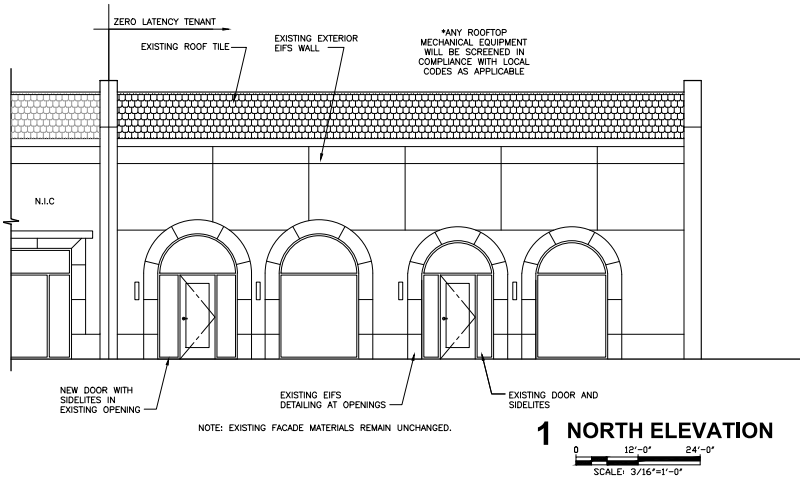 ZERO LATENCY TENANT
EXISTING ROOF TILE
EXISTING EXTERIOR
EIFS WALL
*ANY ROOFTOP
MECHANICAL EQUIPMENT
WILL BE SCREENED IN
COMPLIANCE WITH LOCAL
CODES AS APPLICABLE
N.I.C
NEW DOOR WITH
SIDELITES IN
EXISTING OPENING
EXISTING EIFS
DETAILING AT OPENINGS
EXISTING DOOR AND
SIDELITES
NOTE: EXISTING FACADE MATERIALS REMAIN UNCHANGED.
1 NORTH ELEVATION
0 12'-0" 24'-0"
SCALE: 3/16"=1'-0"